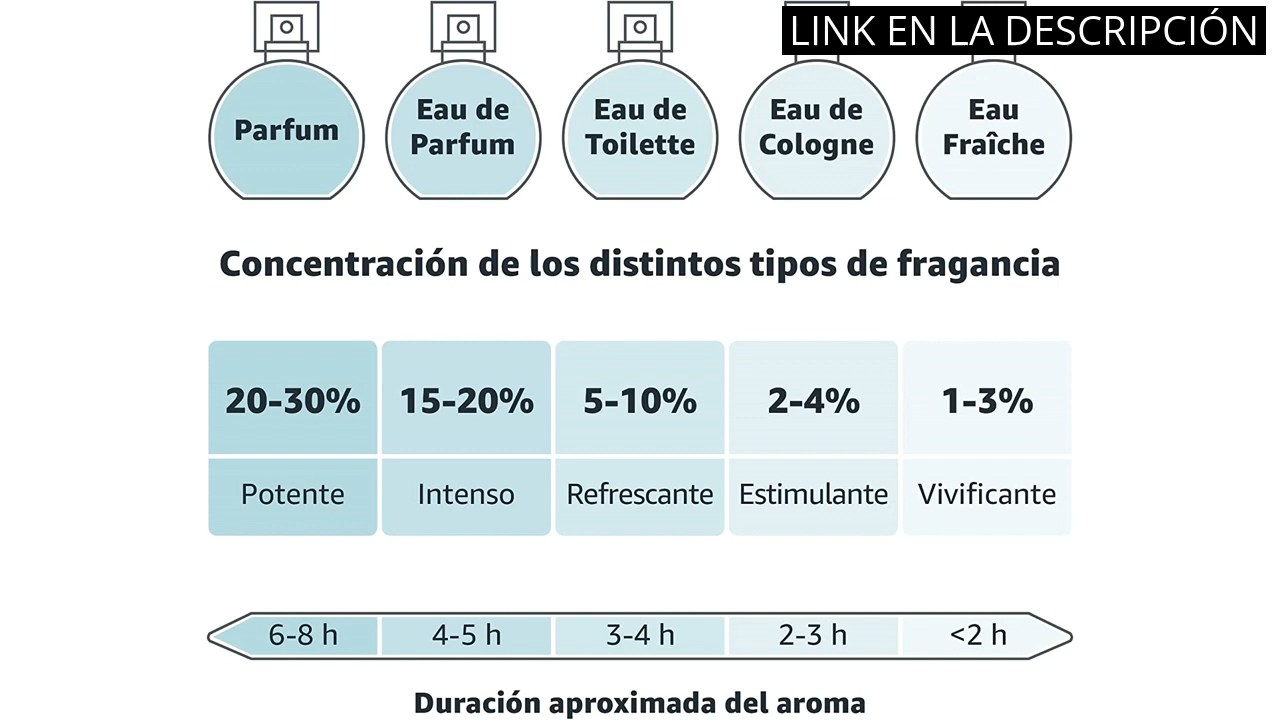 LINK EN LA DESCRIPCIÓN
Parfum
Eau de
Parfum
Eau de
Toilette
Eau de
Cologne
Eau
Fraîche
Concentración de los distintos tipos de fragancia
20-30% 15-20% 5-10% 2-4% 1-3%
Potente Intenso Refrescante Estimulante Vivificante
6-8 h 4-5 h 3-4 h 2-3 h <2 h
Duración aproximada del aroma